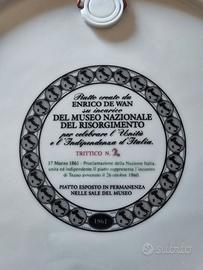 Piatto creato da
ENRICO DE WAN
su incarico
DEL MUSEO NAZIONALE
DEL RISORGIMENTO
per celebrare l'Unità
e l'Indipendenza d'Italia.
TRITTICO N. 2
17 Marzo 1861 - Proclamazione della Nazione Italia,
unita ed indipendente. Il piatto rappresenta l'incontro
di Teano avvenuto il 26 ottobre 1860.
PIATTO ESPOSTO IN PERMANENZA
NELLE SALE DEL MUSEO
1861
subito